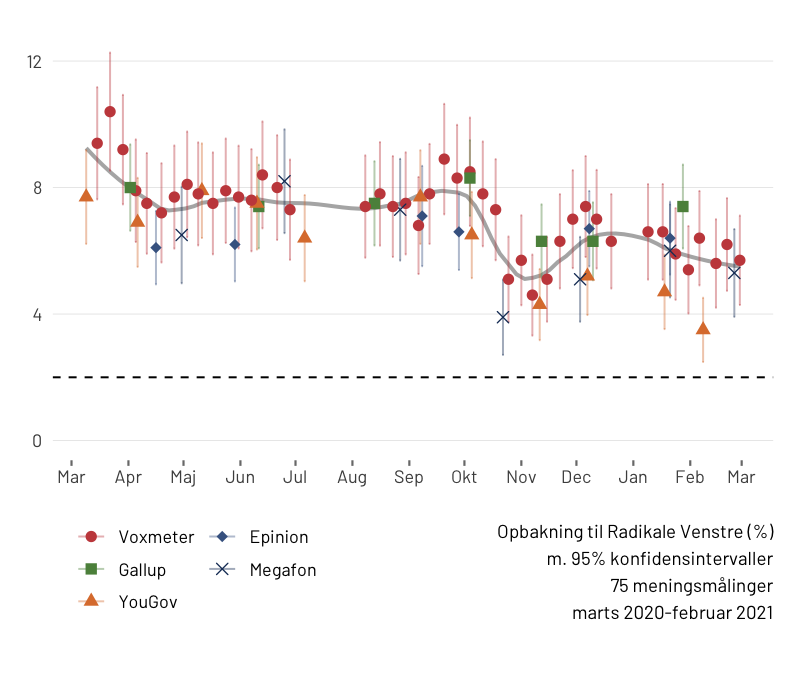 12
8
4
0
Mar Apr Maj Jun Jul Aug Sep Okt Nov Dec Jan Feb Mar
Voxmeter Epinion
Gallup Megafon
YouGov
Opbakning til Radikale Venstre (%)
m. 95% konfidensintervaller
75 meningsmålinger
marts 2020-februar 2021